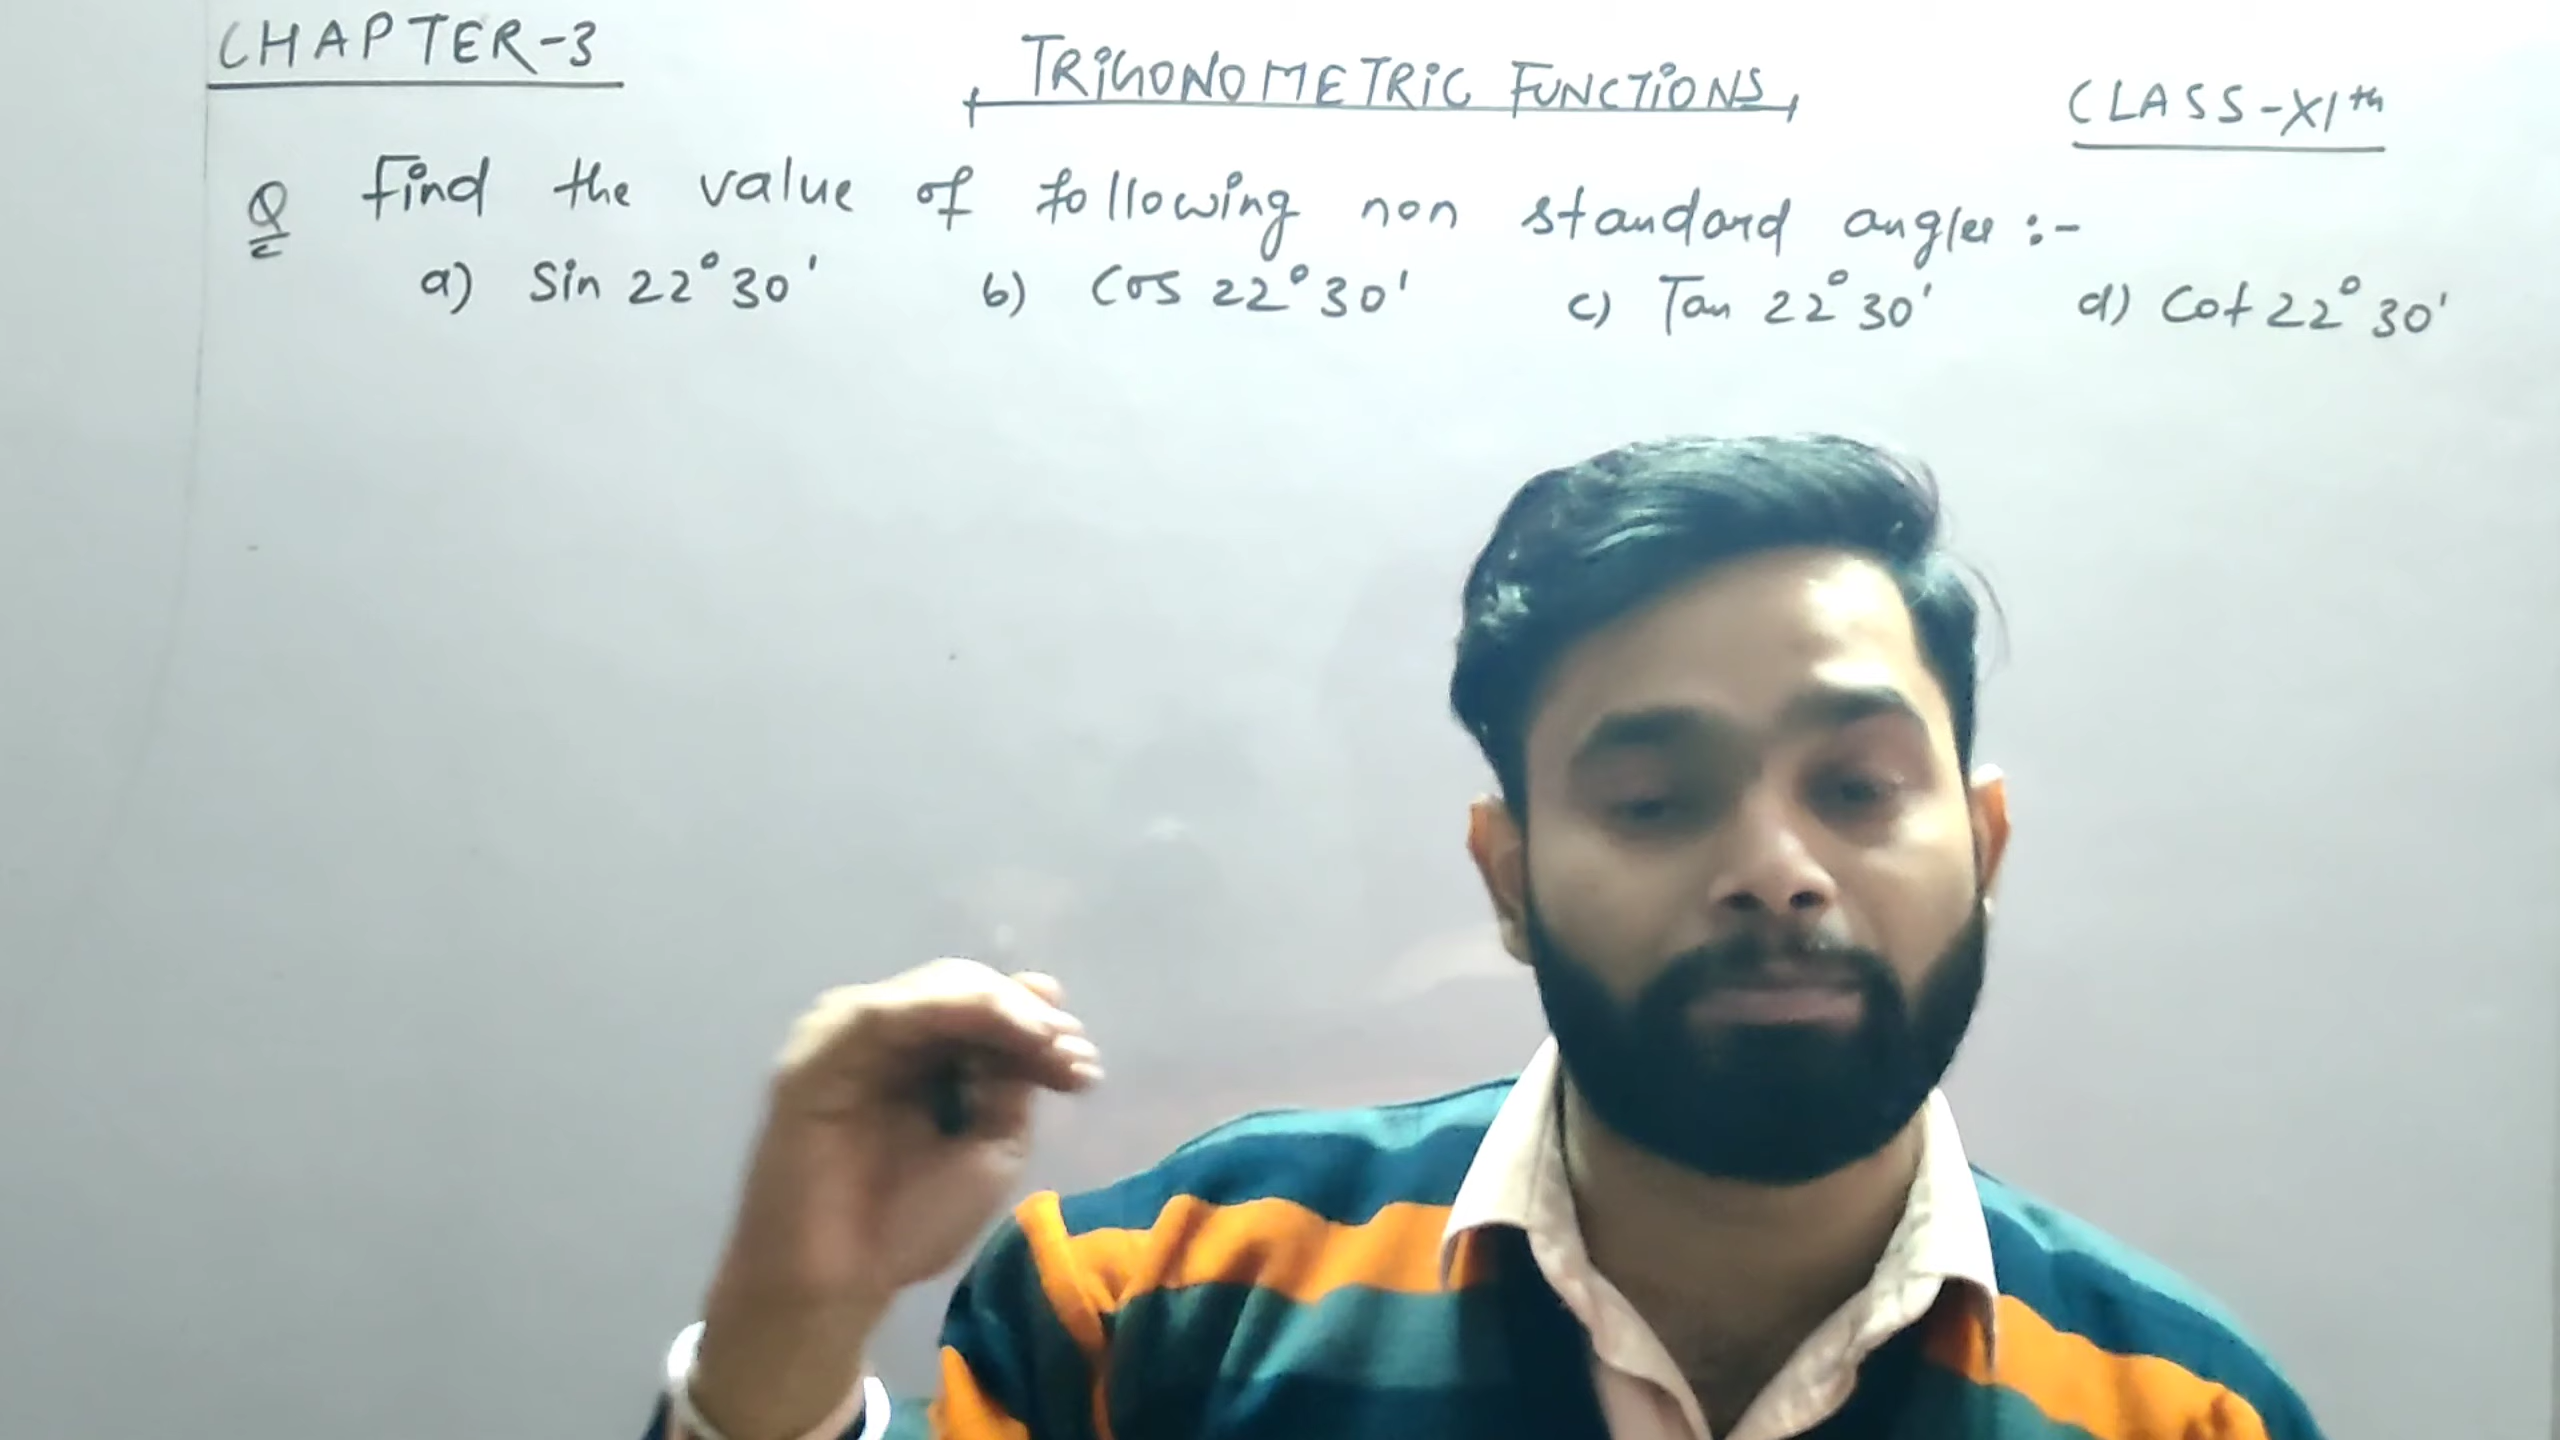 CHAPTER-3
TRIGONOMETRIC FUNCTIONS
CLASS-XIth
Q Find the value of following non standard angles :-
a) Sin 22°30' b) Cos 22°30' c) Tan 22°30' d) Cot 22°30'